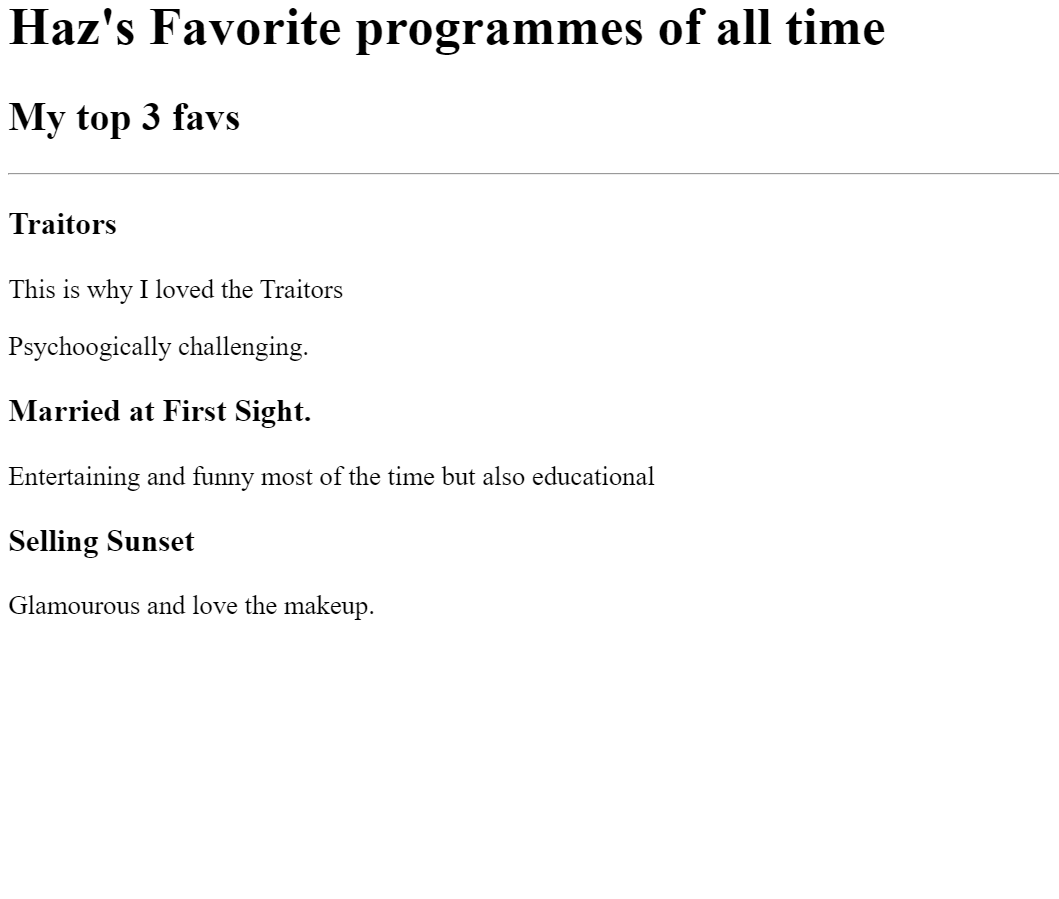 Haz's Favorite programmes of all time
My top 3 favs
Traitors
This is why I loved the Traitors
Psychoogically challenging.
Married at First Sight.
Entertaining and funny most of the time but also educational
Selling Sunset
Glamourous and love the makeup.